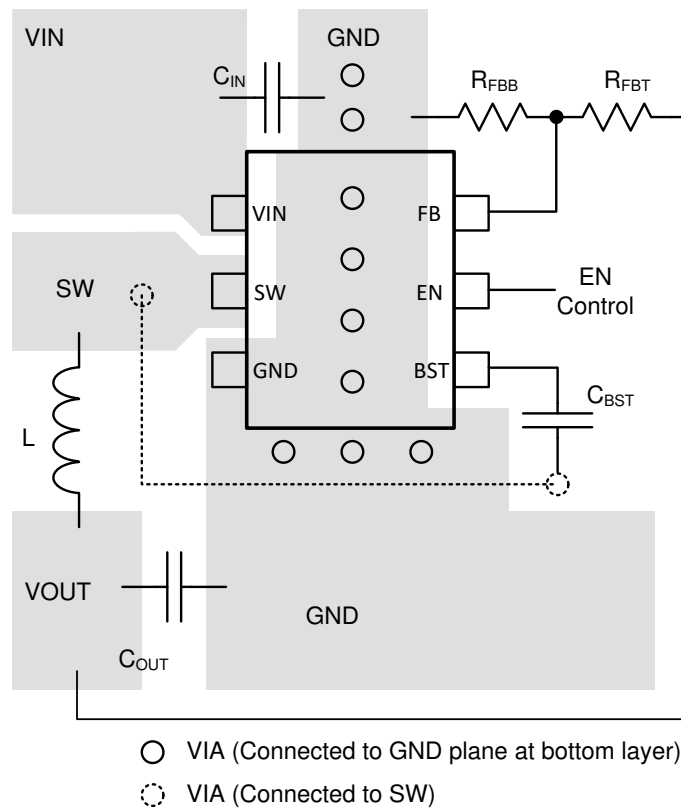 VIN
GND
CIN
RFBB
RFBT
VIN
FB
SW
SW
EN
EN
Control
GND
BST
CBST
L
VOUT
GND
COUT
VIA (Connected to GND plane at bottom layer)
VIA (Connected to SW)